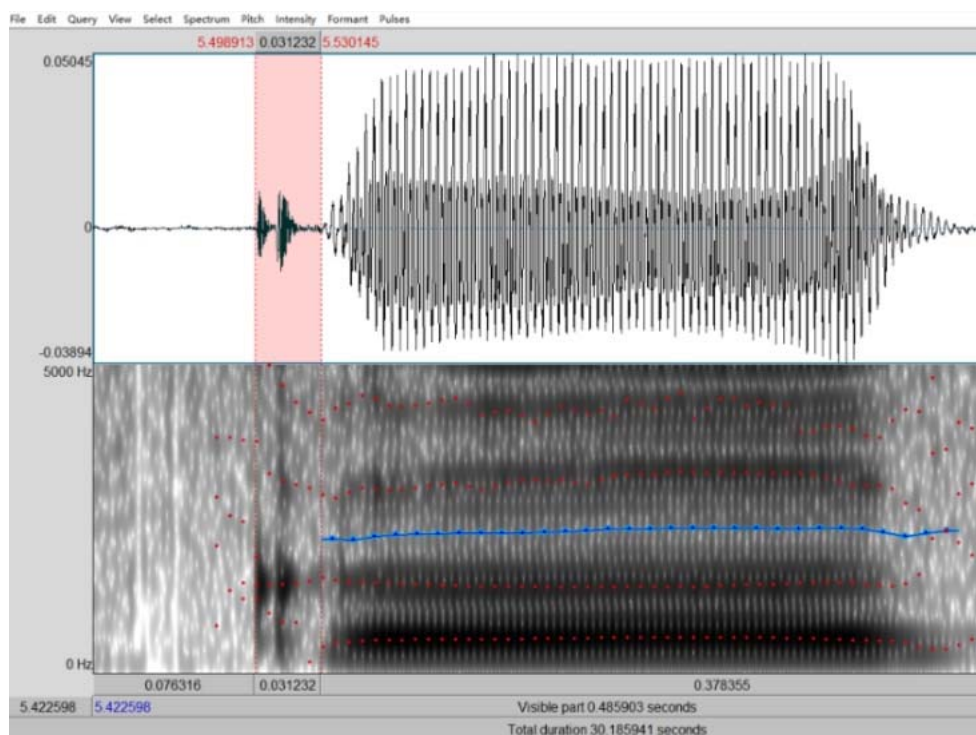 File Edit Query View Select Spectrum Pitch Intensity Formant Pulses
5.498913 0.031232 5.530145
0.05045
0
-0.03894
5000 Hz
0 Hz
0.076316 0.031232 0.378355
5.422598 5.422598 Visible part 0.485903 seconds
Total duration 30.185941 seconds